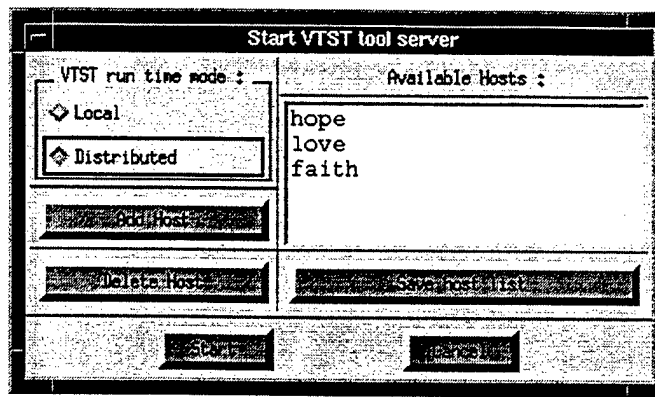 Start VTST tool server
VTST run time mode :
Local
Distributed
Available Hosts :
hope
love
faith
Add Host
Delete Host
Save host list
Start
Cancel